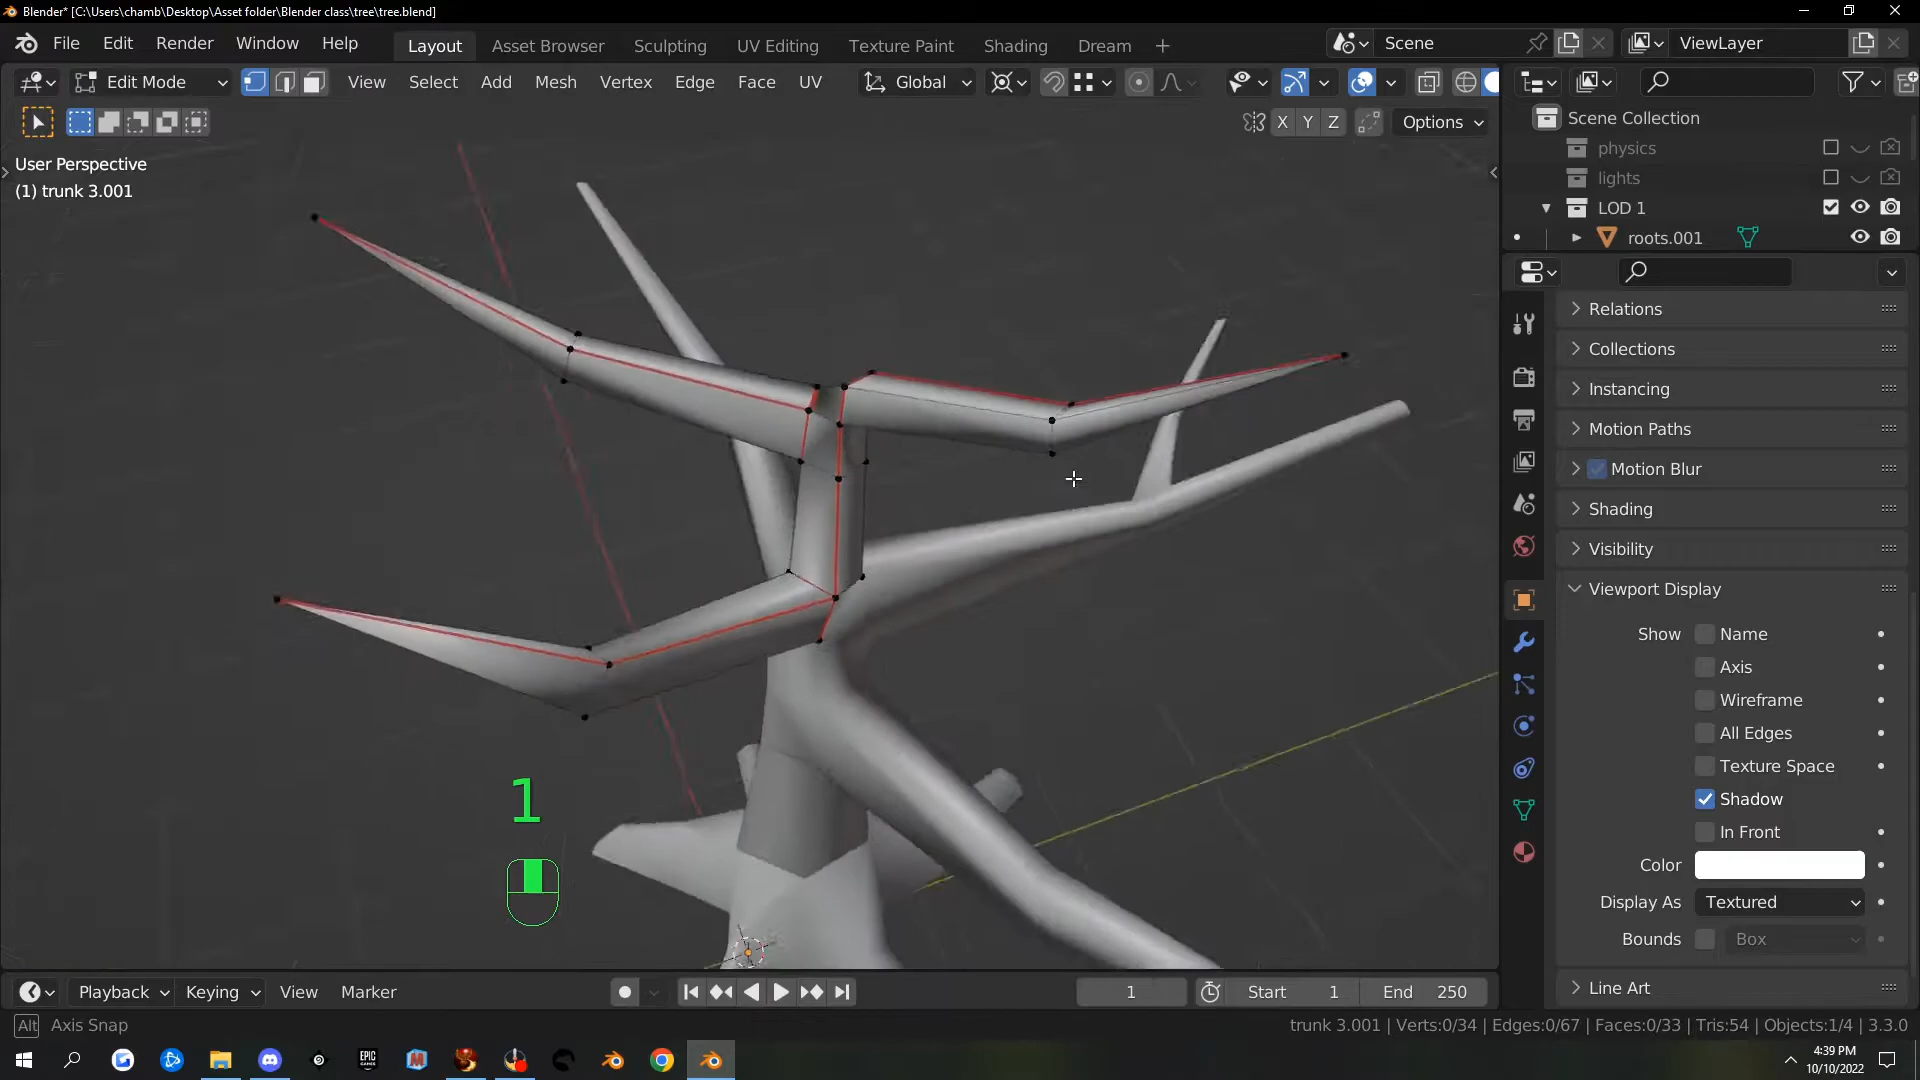 Blender* [C:\Users\chamb\Desktop\Asset folder\Blender class\tree\tree.blend]
File Edit Render Window Help Layout Asset Browser Sculpting UV Editing Texture Paint Shading Dream Scene ViewLayer
Edit Mode View Select Add Mesh Vertex Edge Face UV Global
X Y Z Options
User Perspective
(1) trunk 3.001
Scene Collection
physics
lights
LOD 1
roots.001
Relations
Collections
Instancing
Motion Paths
Motion Blur
Shading
Visibility
Viewport Display
Show Name
Axis
Wireframe
All Edges
Texture Space
Shadow
In Front
Color
Display As Textured
Bounds Box
Line Art
1
Playback Keying View Marker 1 Start 1 End 250
Alt Axis Snap trunk 3.001 | Verts:0/34 | Edges:0/67 | Faces:0/33 | Tris:54 | Objects:1/4 | 3.3.0
EPIC GAMES
4:39 PM
10/10/2022